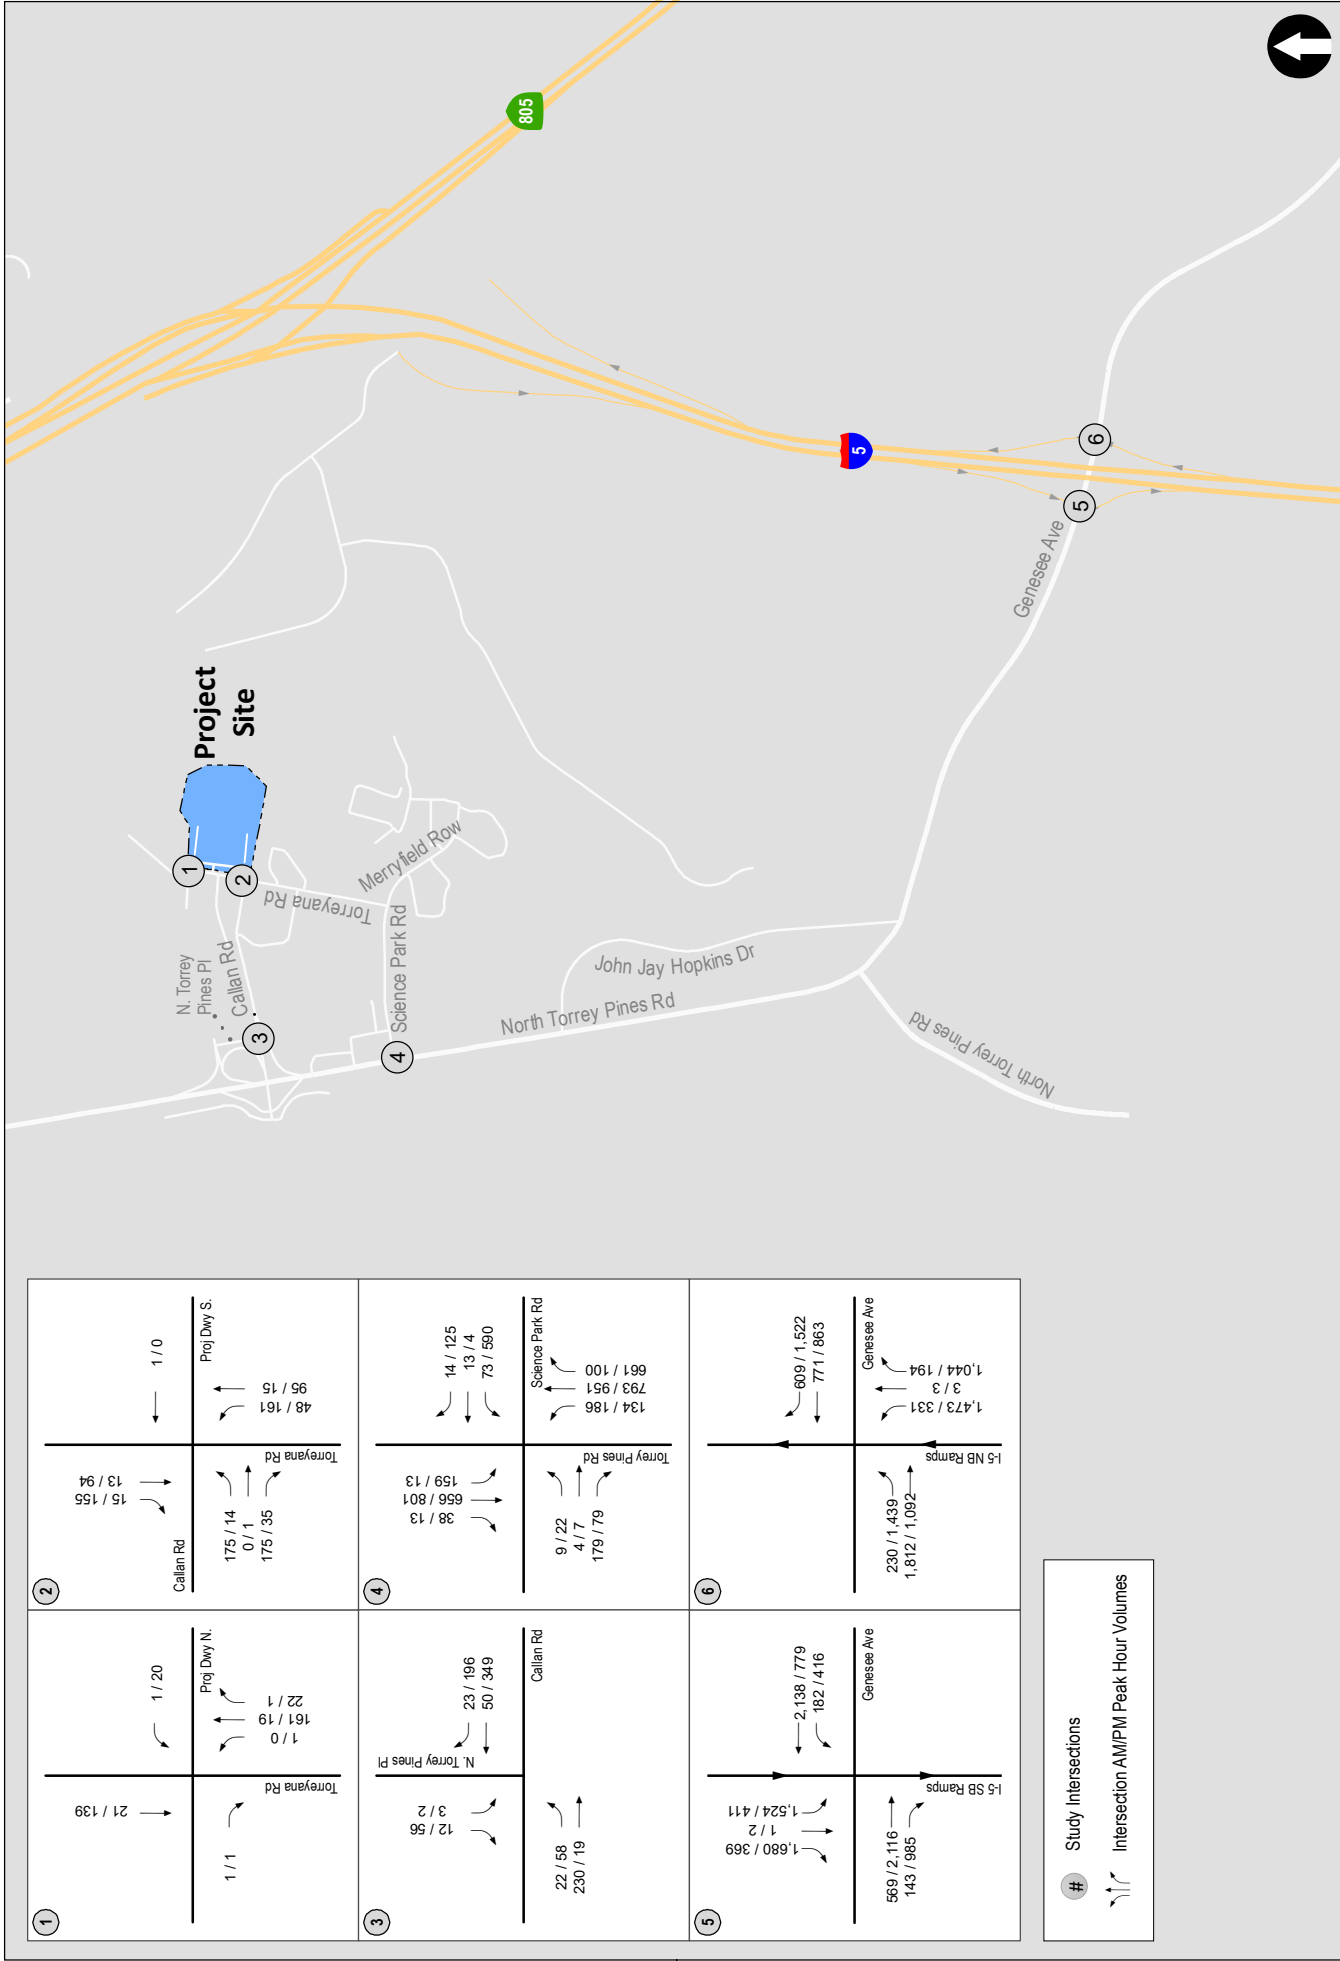 1
Torreyana Rd
Proj Dwy N.
21 / 139
1 / 20
1 / 1
1 / 0
161 / 19
22 / 1
2
Callan Rd
Torreyana Rd
Proj Dwy S.
15 / 155
13 / 94
1 / 0
175 / 14
0 / 1
175 / 35
48 / 161
95 / 15
3
N. Torrey Pines Pl
Callan Rd
12 / 56
3 / 2
23 / 196
50 / 349
22 / 58
230 / 19
4
Torrey Pines Rd
Science Park Rd
38 / 13
656 / 801
159 / 13
14 / 125
13 / 4
73 / 590
9 / 22
4 / 7
179 / 79
134 / 186
793 / 951
661 / 100
5
I-5 SB Ramps
Genesee Ave
1,680 / 369
1 / 2
1,524 / 411
2,138 / 779
182 / 416
569 / 2,116
143 / 985
6
I-5 NB Ramps
Genesee Ave
609 / 1,522
771 / 863
230 / 1,439
1,812 / 1,092
1,473 / 331
3 / 3
1,044 / 194
# Study Intersections
Intersection AM/PM Peak Hour Volumes
Project
Site
1
2
3
4
5
6
N. Torrey
Pines Pl
Callan Rd
Torreyana Rd
Science Park Rd
Merryfield Row
John Jay Hopkins Dr
North Torrey Pines Rd
North Torrey Pines Rd
Genesee Ave
5
805